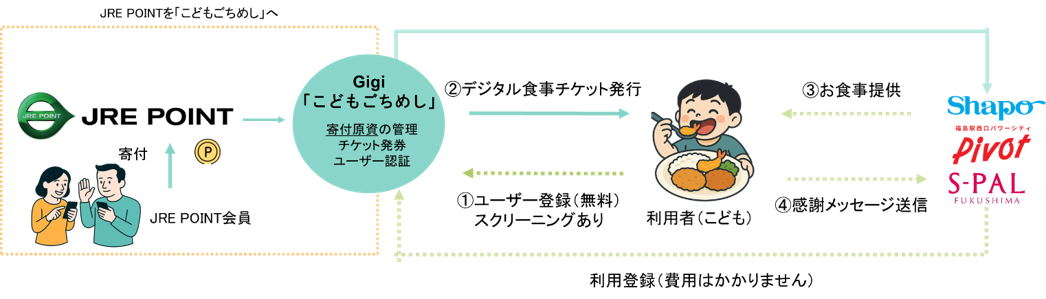 JRE POINTを「こどもごちめし」へ
JRE POINT
JRE POINT
寄付
P
JRE POINT会員
Gigi
「こどもごちめし」
寄付原資の管理
チケット発券
ユーザー認証
②デジタル食事チケット発行
①ユーザー登録（無料）
スクリーニングあり
利用者（こども）
③お食事提供
④感謝メッセージ送信
Shapo
福島駅西口パワーシティ
Pivot
S-PAL
FUKUSHIMA
利用登録（費用はかかりません）